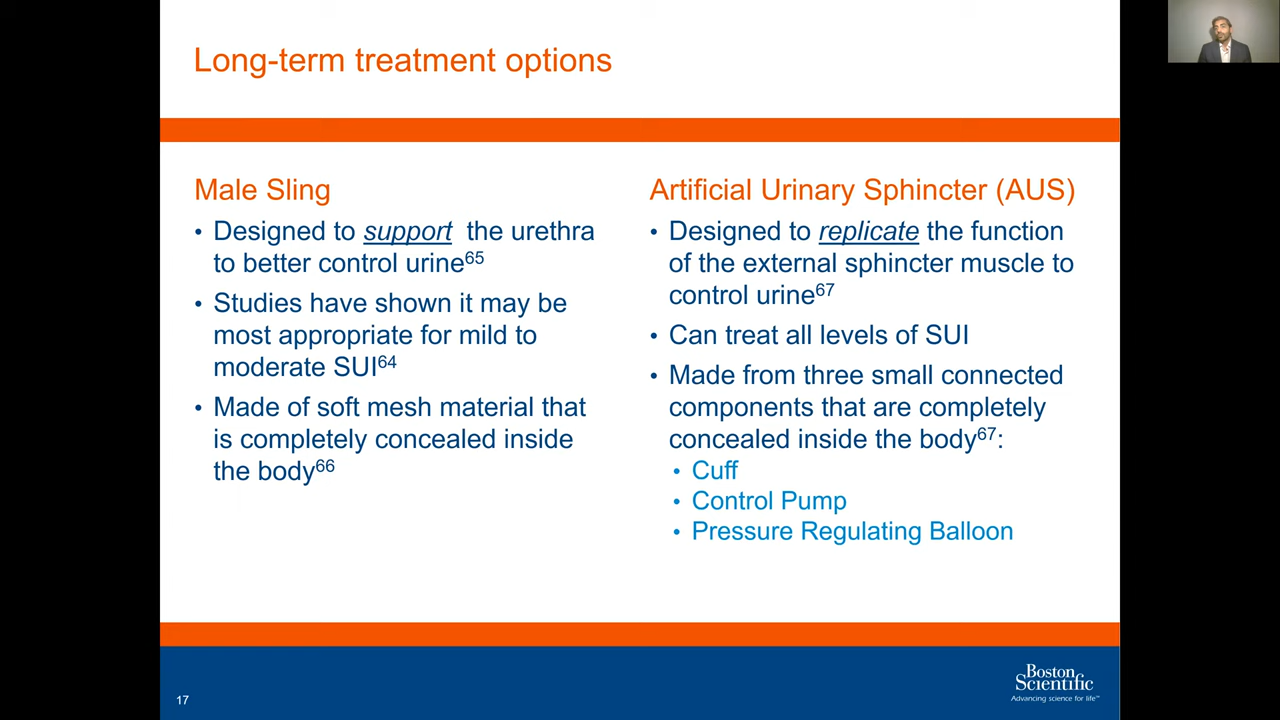 Long-term treatment options
Male Sling
• Designed to support the urethra
to better control urine65
• Studies have shown it may be
most appropriate for mild to
moderate SUI64
• Made of soft mesh material that
is completely concealed inside
the body66
Artificial Urinary Sphincter (AUS)
• Designed to replicate the function
of the external sphincter muscle to
control urine67
• Can treat all levels of SUI
• Made from three small connected
components that are completely
concealed inside the body67:
• Cuff
• Control Pump
• Pressure Regulating Balloon
17
Boston
Scientific
Advancing science for life™